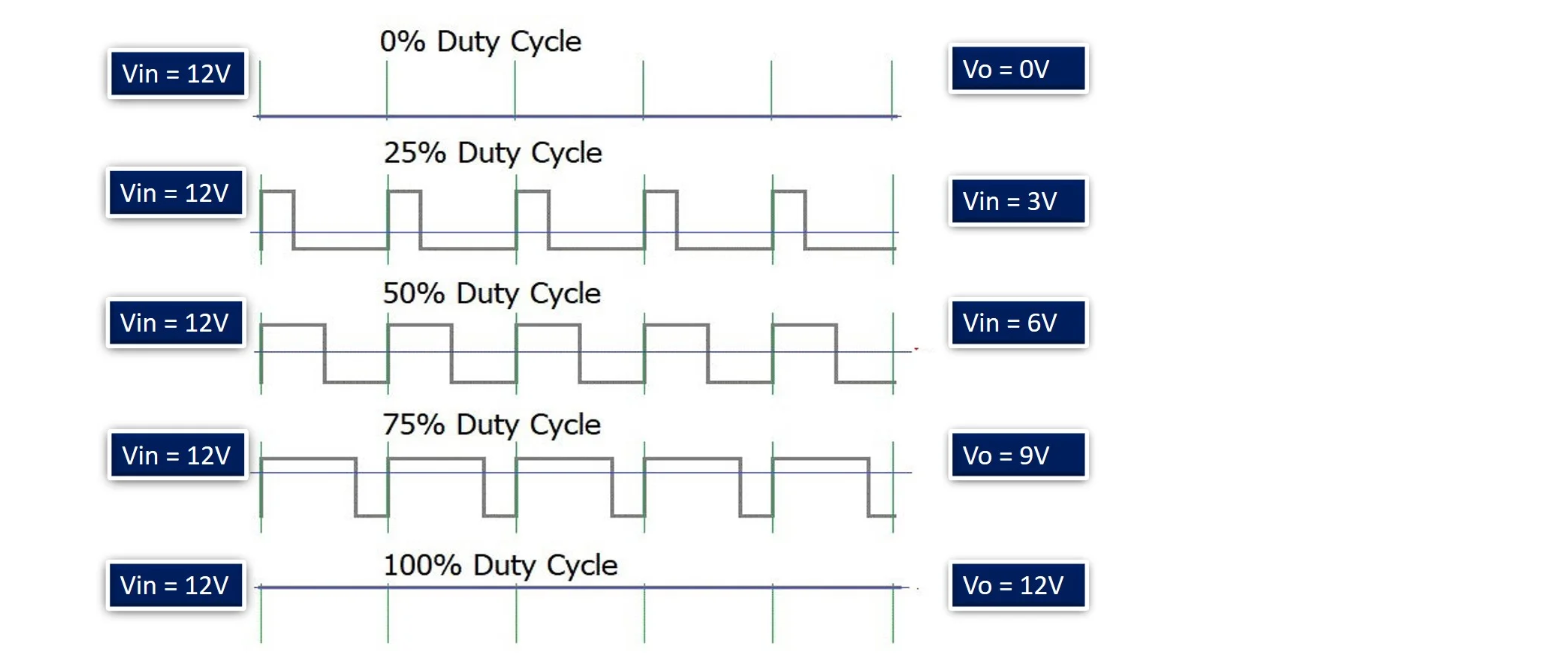 0% Duty Cycle
Vin = 12V
Vo = 0V
25% Duty Cycle
Vin = 12V
Vin = 3V
50% Duty Cycle
Vin = 12V
Vin = 6V
75% Duty Cycle
Vin = 12V
Vo = 9V
100% Duty Cycle
Vin = 12V
Vo = 12V